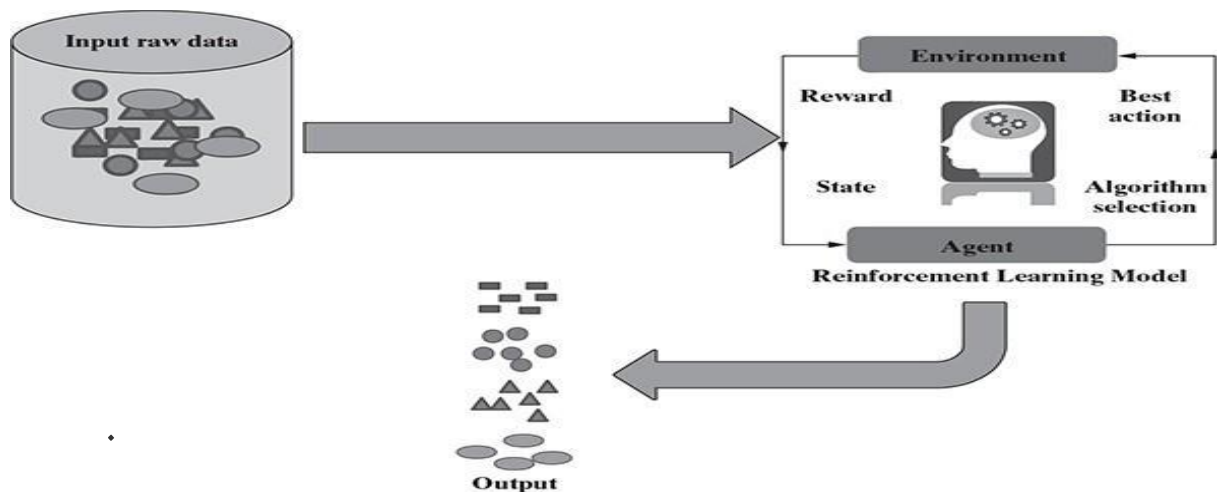 Input raw data
Environment
Reward
Best
action
State
Algorithm
selection
Agent
Reinforcement Learning Model
Output